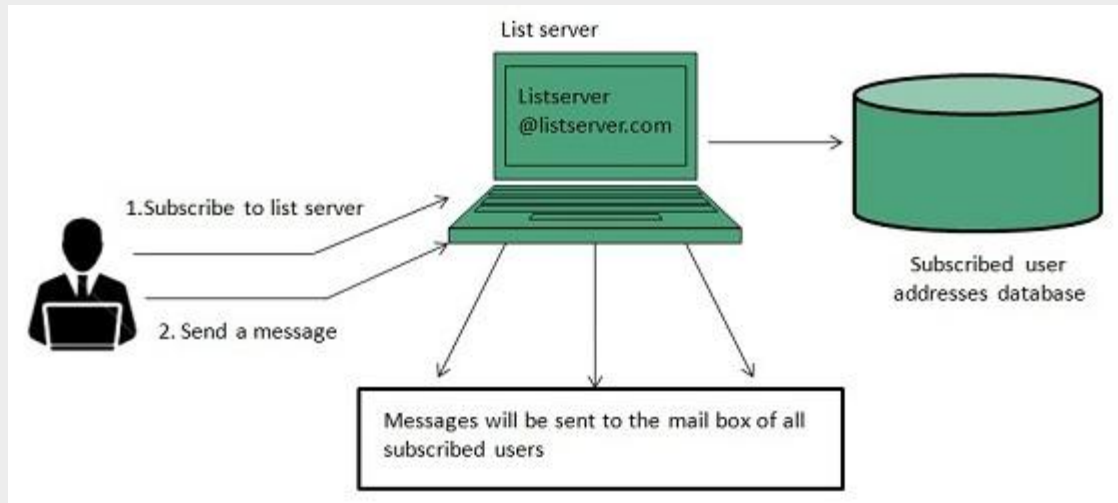 List server
Listserver
@listserver.com
1.Subscribe to list server
2. Send a message
Subscribed user
addresses database
Messages will be sent to the mail box of all
subscribed users